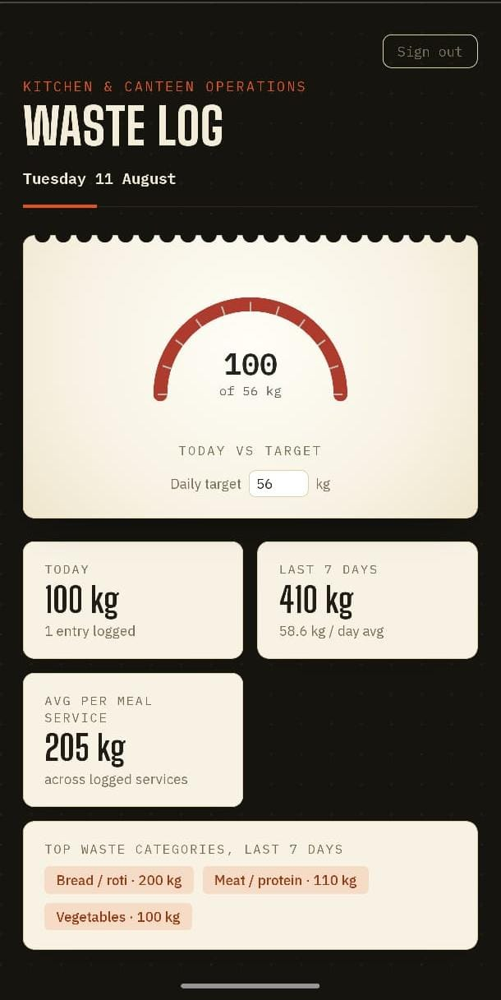 Sign out
KITCHEN & CANTEEN OPERATIONS
WASTE LOG
Tuesday 11 August
100
of 56 kg
TODAY VS TARGET
Daily target 56 kg
TODAY
100 kg
1 entry logged
LAST 7 DAYS
410 kg
58.6 kg / day avg
AVG PER MEAL
SERVICE
205 kg
across logged services
TOP WASTE CATEGORIES, LAST 7 DAYS
Bread / roti · 200 kg
Meat / protein · 110 kg
Vegetables · 100 kg